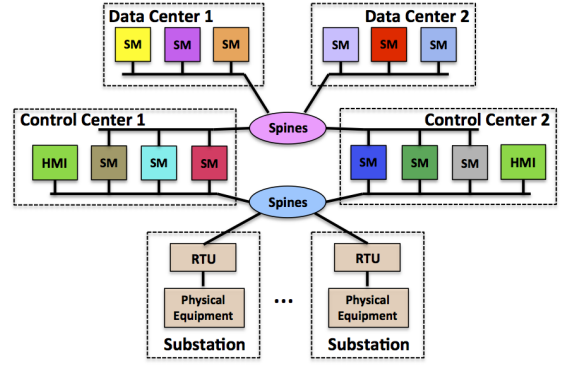 Data Center 1
Data Center 2
SM
SM
SM
SM
SM
SM
Control Center 1
Spines
Control Center 2
HMI
SM
SM
SM
SM
SM
SM
HMI
Spines
RTU
RTU
Physical
Equipment
...
Physical
Equipment
Substation
Substation